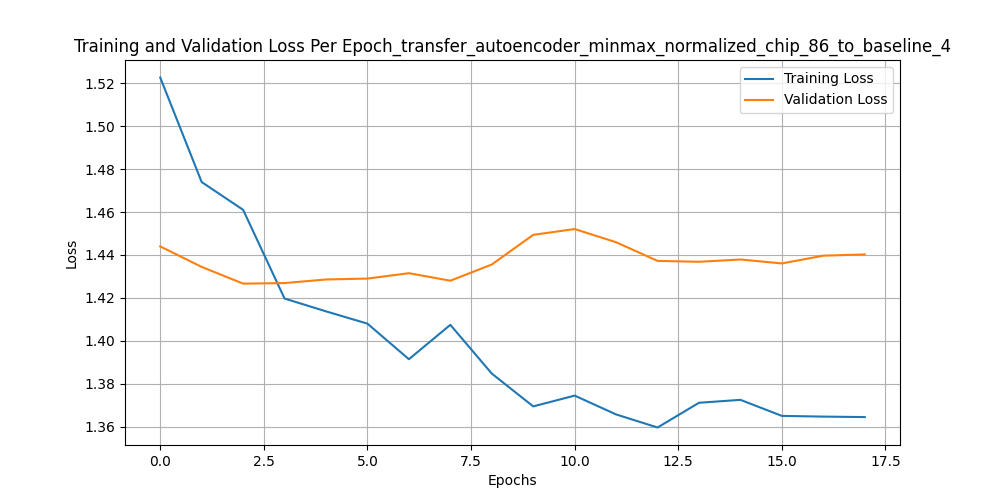 Training and Validation Loss Per Epoch_transfer_autoencoder_minmax_normalized_chip_86_to_baseline_4
Training Loss
Validation Loss
1.52
1.50
1.48
1.46
1.44
1.42
1.40
1.38
1.36
Loss
0.0 2.5 5.0 7.5 10.0 12.5 15.0 17.5
Epochs